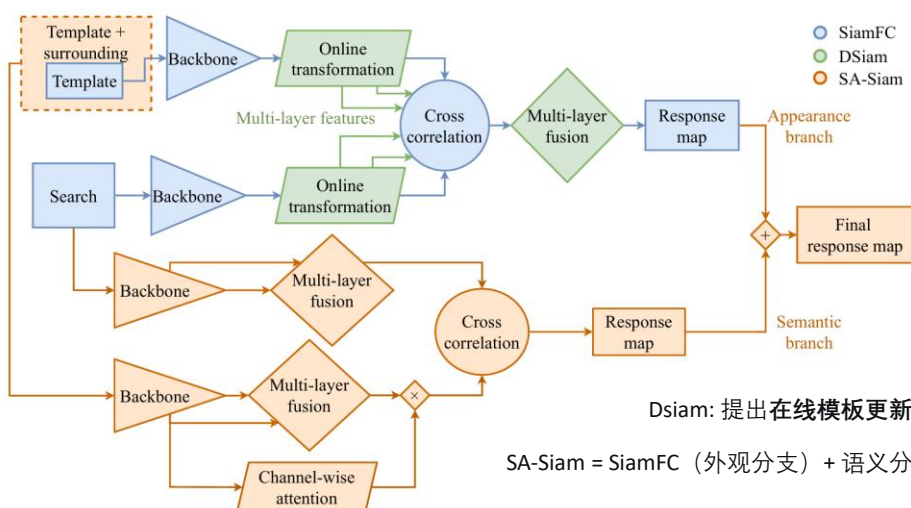 Template +
surrounding
Template
Backbone
Online
transformation
Multi-layer features
Cross
correlation
Multi-layer
fusion
Response
map
Appearance
branch
SiamFC
DSiam
SA-Siam
Search
Backbone
Online
transformation
+
Final
response map
Backbone
Multi-layer
fusion
Cross
correlation
Response
map
Semantic
branch
Backbone
Multi-layer
fusion
×
Channel-wise
attention
Dsiam: 提出在线模板更新
SA-Siam = SiamFC（外观分支）+ 语义分